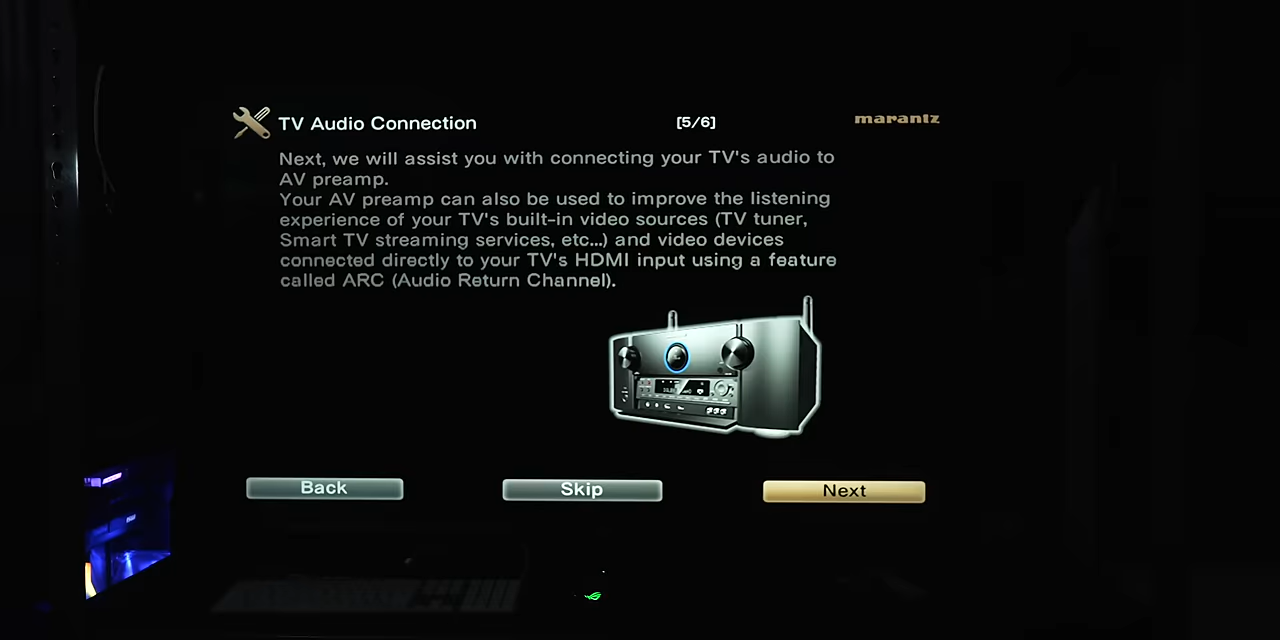 TV Audio Connection
[5/6]
marantz
Next, we will assist you with connecting your TV's audio to
AV preamp.
Your AV preamp can also be used to improve the listening
experience of your TV's built-in video sources (TV tuner,
Smart TV streaming services, etc...) and video devices
connected directly to your TV's HDMI input using a feature
called ARC (Audio Return Channel).
Back
Skip
Next